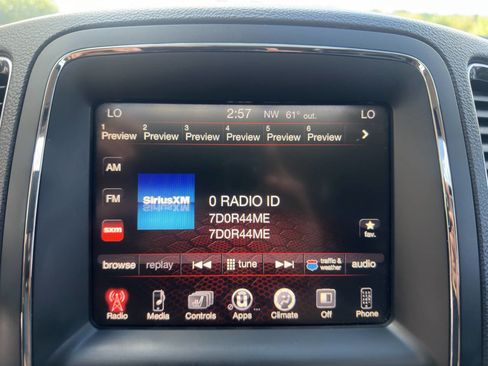 LO 2:57 NW 61° out. LO
1 2 3 4 5 6
Preview Preview Preview Preview Preview Preview
AM
FM
sxm
SiriusXM
0 RADIO ID
7D0R44ME
7D0R44ME
fav.
browse replay tune traffic & weather audio
Radio Media Controls Apps Climate Off Phone